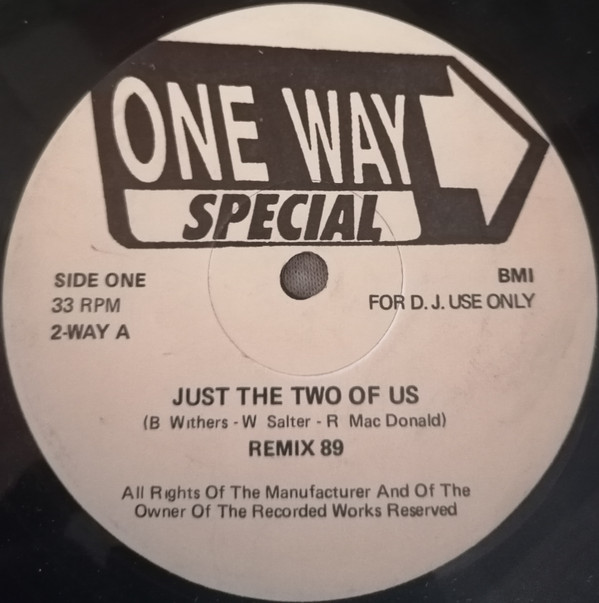 ONE WAY
SPECIAL
SIDE ONE
33 RPM
2-WAY A
BMI
FOR D.J. USE ONLY
JUST THE TWO OF US
(B Withers - W Salter - R Mac Donald)
REMIX 89
All Rights Of The Manufacturer And Of The
Owner Of The Recorded Works Reserved